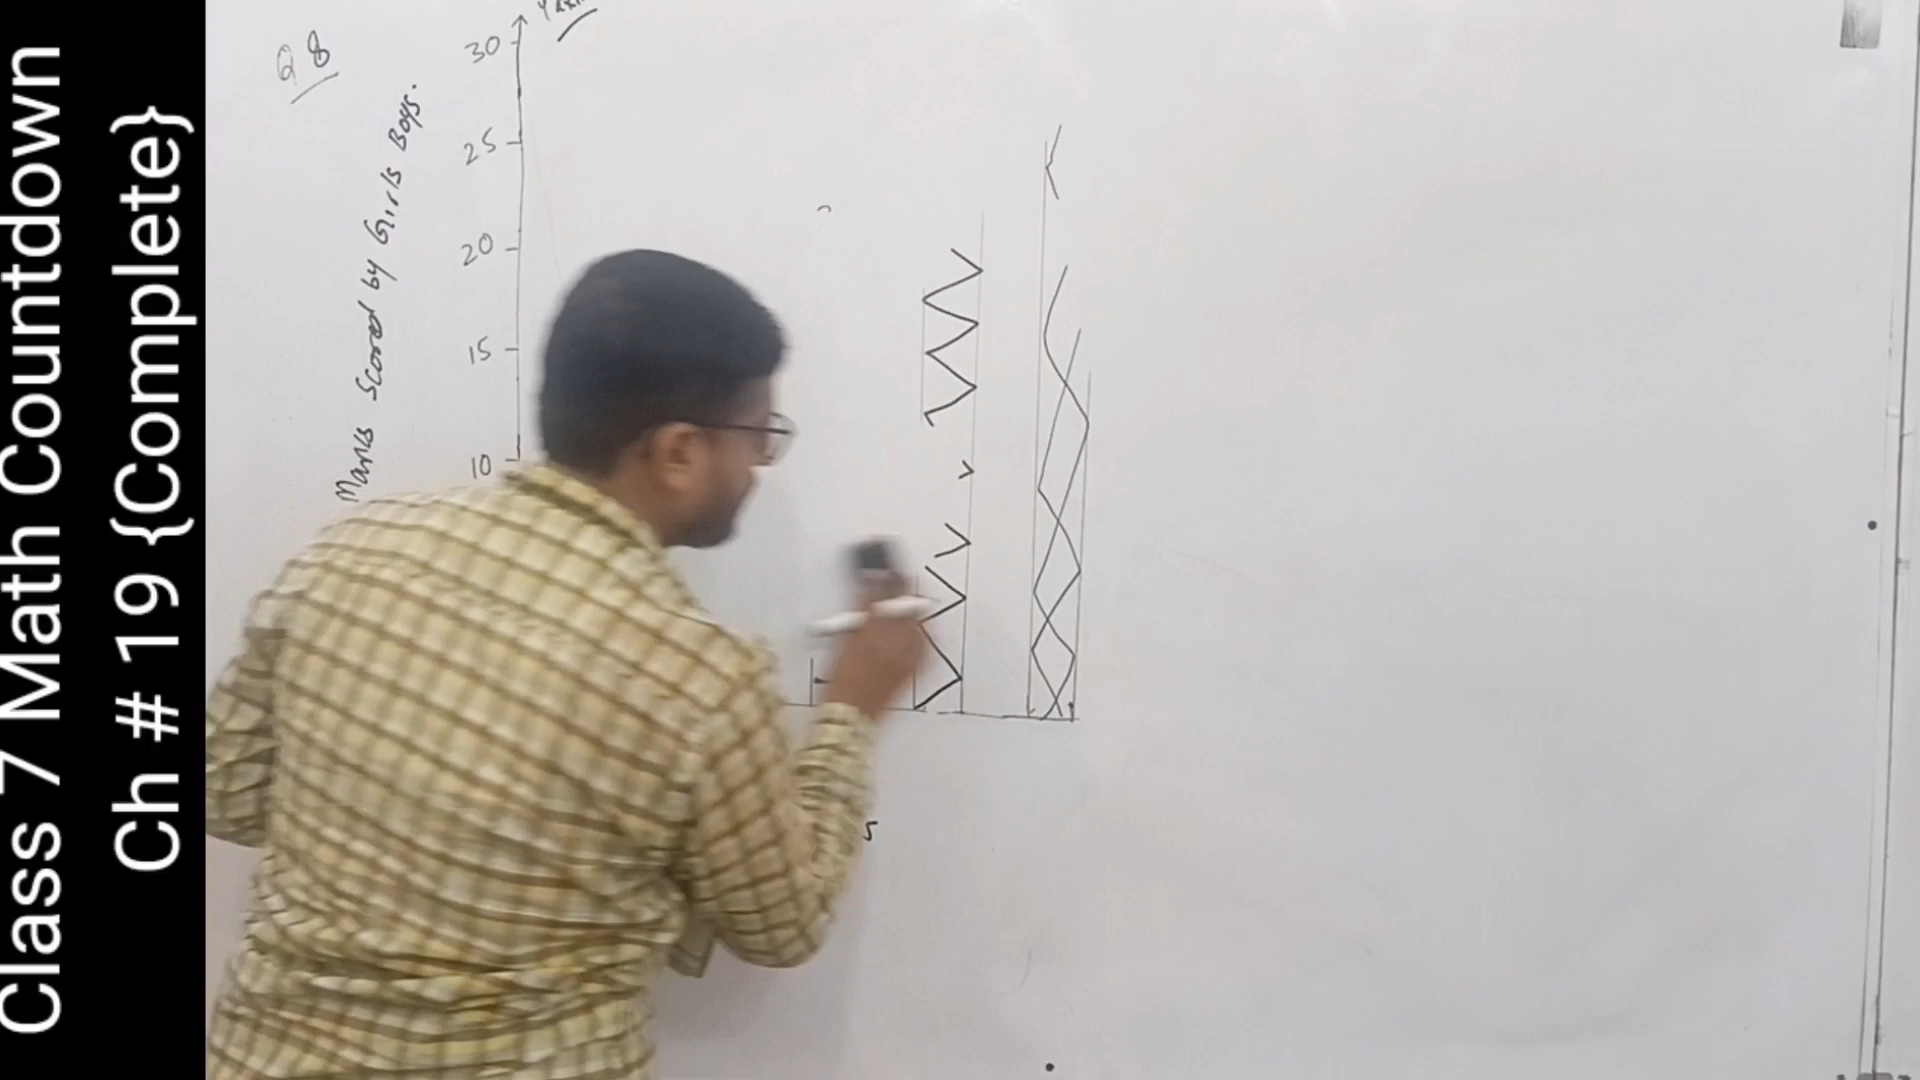 Class 7 Math Countdown
Ch # 19 {Complete}
Q 8
Marks Scored by Girls Boys.
30
25
20
15
10